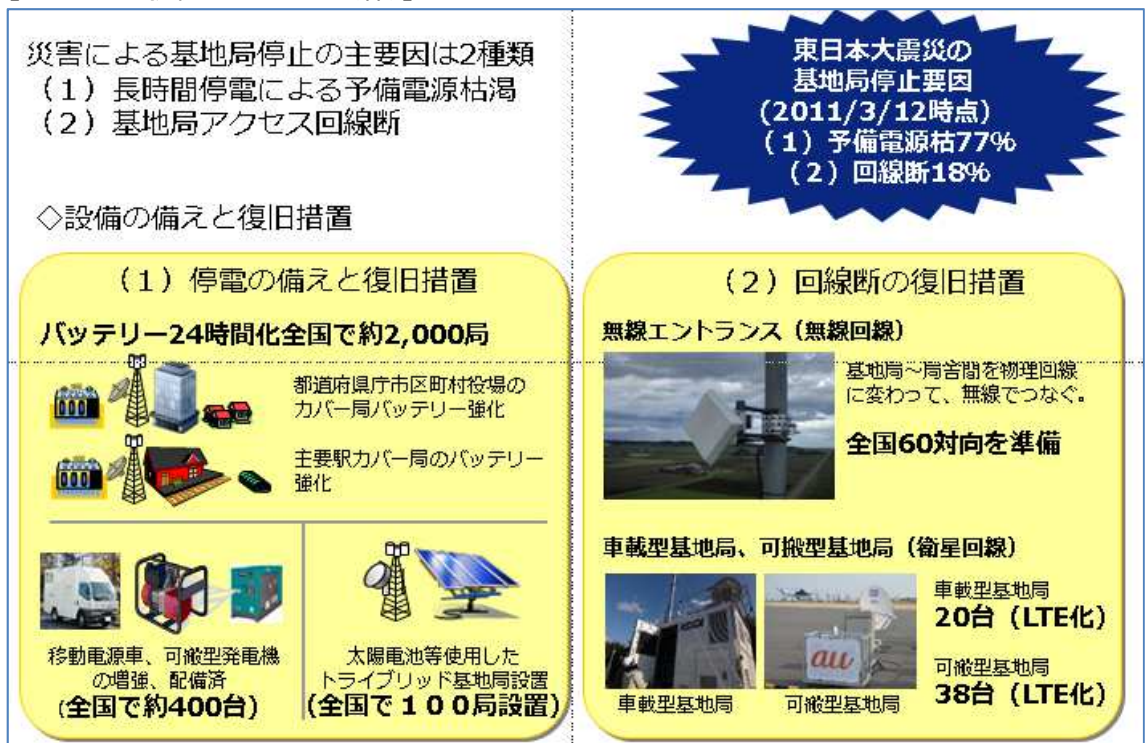 災害による基地局停止の主要因は2種類
（１）長時間停電による予備電源枯渇
（２）基地局アクセス回線断
東日本大震災の
基地局停止要因
(2011/3/12時点)
（１）予備電源枯77%
（２）回線断18%
◇設備の備えと復旧措置
（１）停電の備えと復旧措置
バッテリー24時間化全国で約2,000局
都道府県庁市区町村役場の
カバー局バッテリー強化
主要駅カバー局のバッテリー
強化
移動電源車、可搬型発電機
の増強、配備済
(全国で約400台)
太陽電池等使用した
トライブリッド基地局設置
(全国で１００局設置)
（２）回線断の復旧措置
無線エントランス（無線回線）
基地局～局舎間を物理回線
に変わって、無線でつなぐ。
全国60対向を準備
車載型基地局、可搬型基地局（衛星回線）
KDDI
au
車載型基地局
可搬型基地局
車載型基地局
20台（LTE化）
可搬型基地局
38台（LTE化）